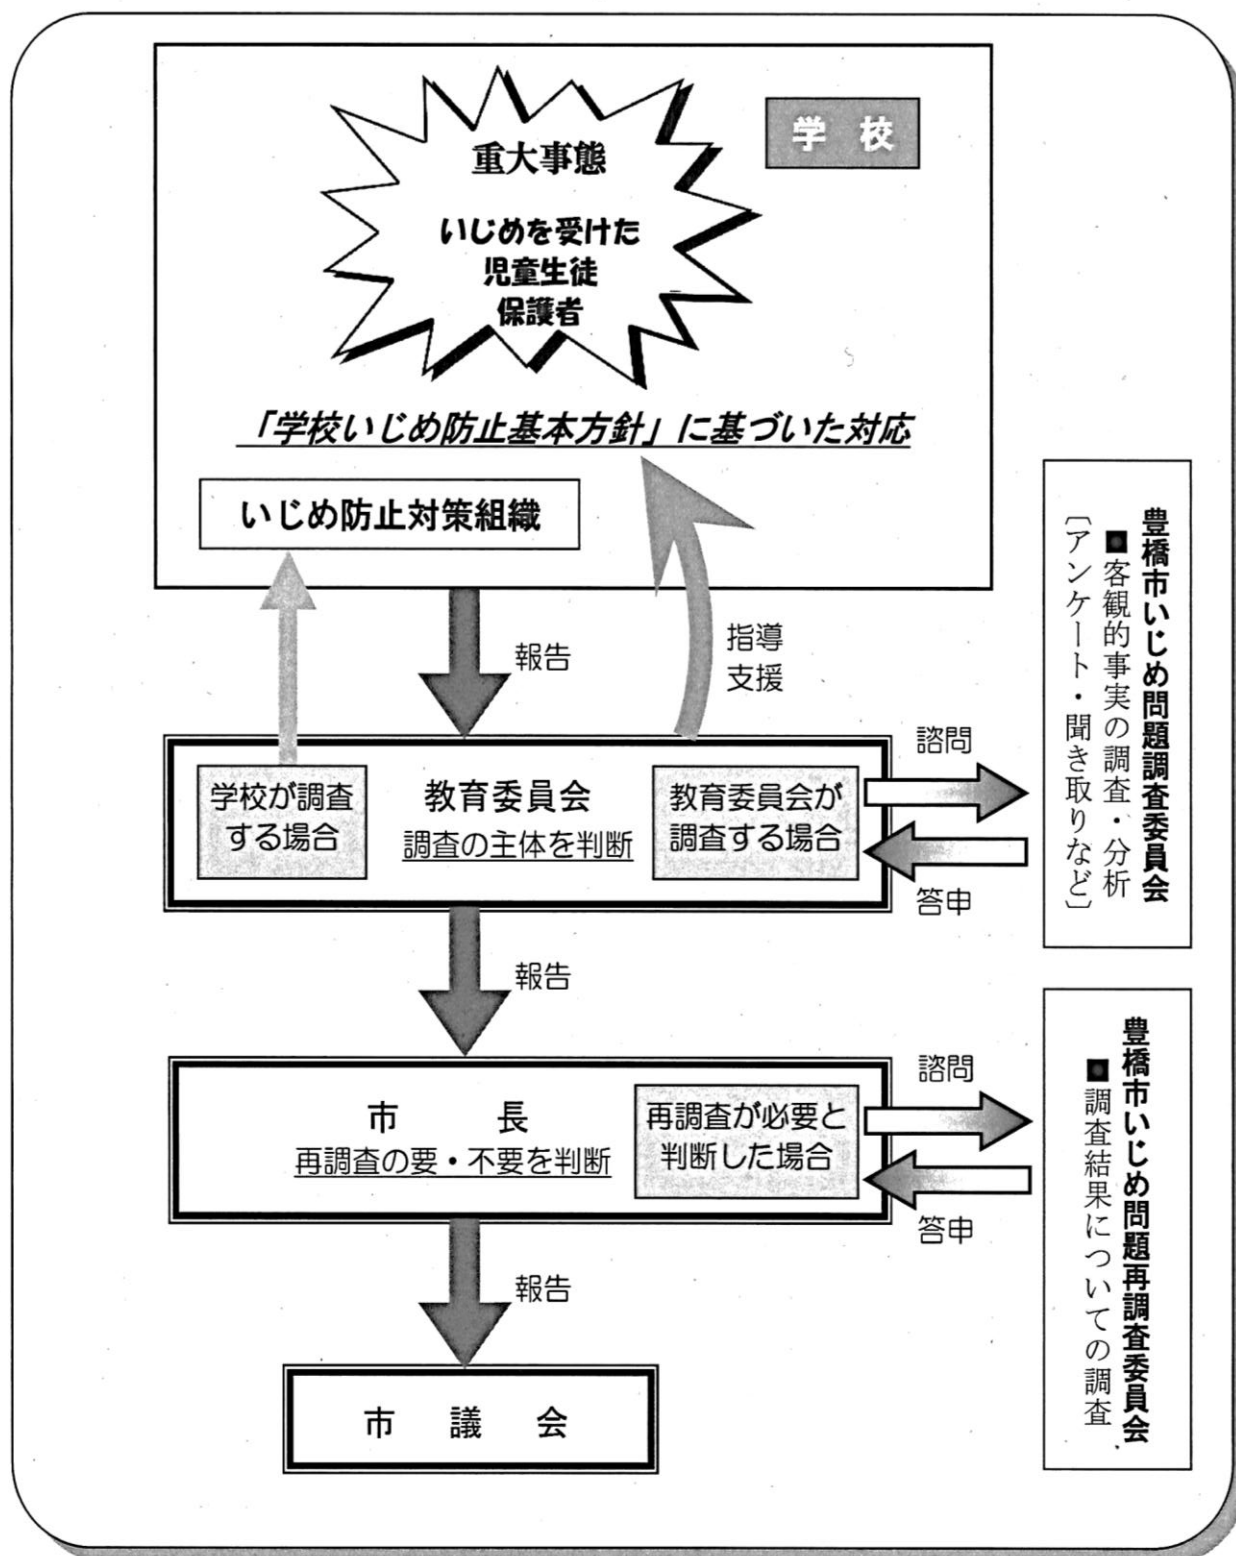 学校
重大事態
いじめを受けた
児童生徒
保護者
「学校いじめ防止基本方針」に基づいた対応
いじめ防止対策組織
報告
指導
支援
学校が調査
する場合
教育委員会
調査の主体を判断
教育委員会が
調査する場合
諮問
答申
豊橋市いじめ問題調査委員会
■客観的事実の調査・分析
〔アンケート・聞き取りなど〕
報告
市長
再調査の要・不要を判断
再調査が必要と
判断した場合
諮問
答申
豊橋市いじめ問題再調査委員会
■調査結果についての調査
報告
市議会